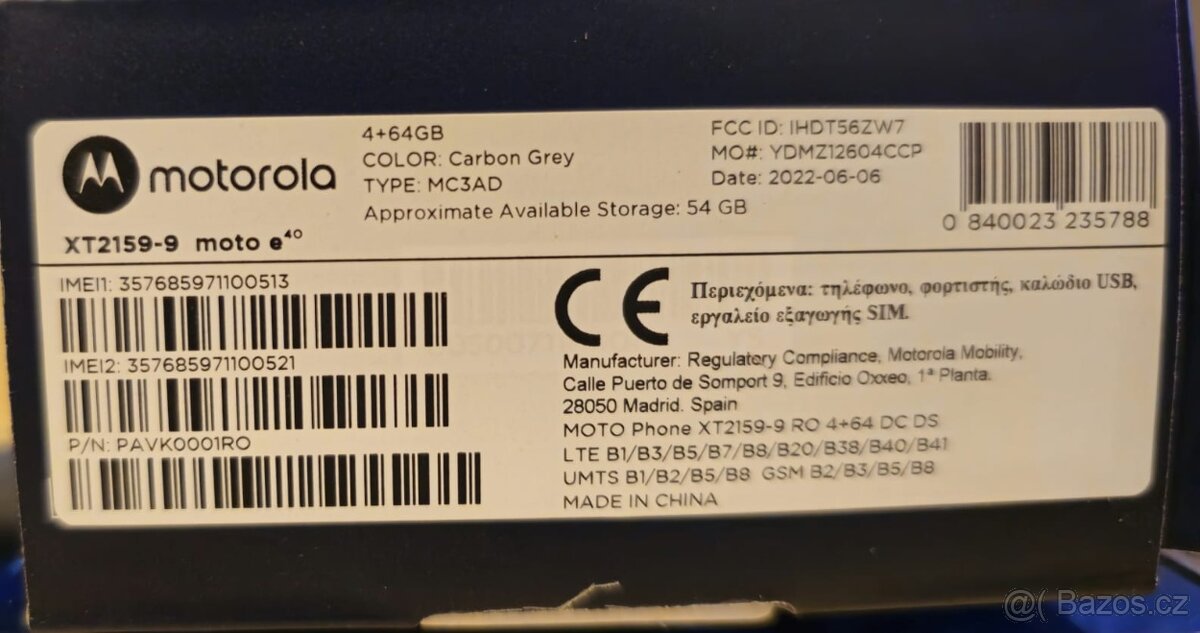 motorola
XT2159-9 moto e⁴⁰
4+64GB
COLOR: Carbon Grey
TYPE: MC3AD
Approximate Available Storage: 54 GB
FCC ID: IHDT56ZW7
MO#: YDMZ12604CCP
Date: 2022-06-06
0 840023 235788
IMEI1: 357685971100513
IMEI2: 357685971100521
P/N: PAVK0001RO
CE
Περιεχόμενα: τηλέφωνο, φορτιστής, καλώδιο USB,
εργαλείο εξαγωγής SIM.
Manufacturer: Regulatory Compliance, Motorola Mobility,
Calle Puerto de Somport 9, Edificio Oxxeo, 1ª Planta.
28050 Madrid. Spain
MOTO Phone XT2159-9 RO 4+64 DC DS
LTE B1/B3/B5/B7/B8/B20/B38/B40/B41
UMTS B1/B2/B5/B8 GSM B2/B3/B5/B8
MADE IN CHINA
@( Bazos.cz